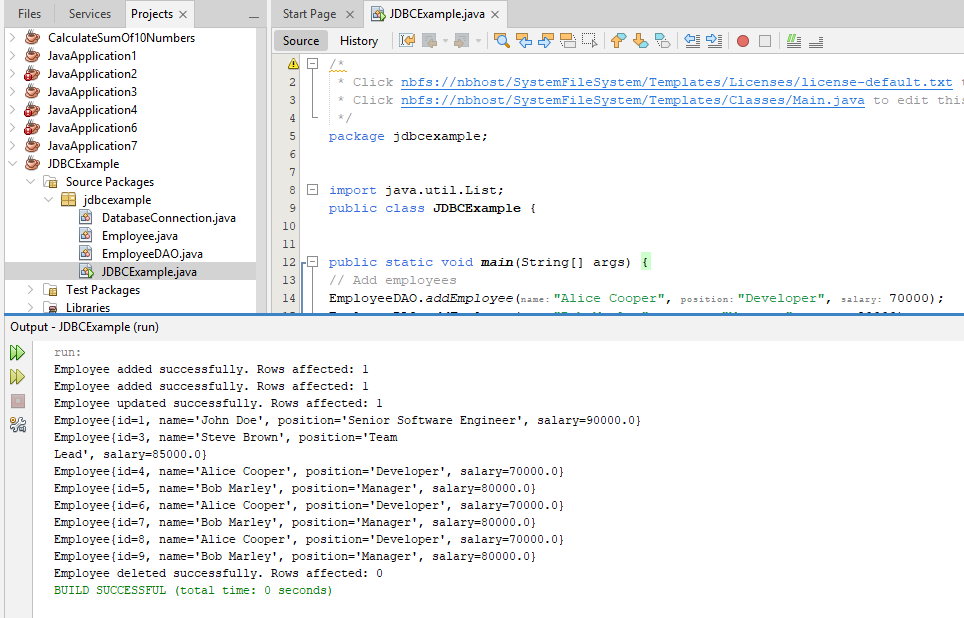 Files Services Projects
CalculateSumOf10Numbers
JavaApplication1
JavaApplication2
JavaApplication3
JavaApplication4
JavaApplication6
JavaApplication7
JDBCExample
Source Packages
jdbcexample
DatabaseConnection.java
Employee.java
EmployeeDAO.java
JDBCExample.java
Test Packages
Libraries
Start Page JDBCExample.java
Source History
/*
2 * Click nbfs://nbhost/SystemFileSystem/Templates/Licenses/license-default.txt
3 * Click nbfs://nbhost/SystemFileSystem/Templates/Classes/Main.java to edit this
4 */
5 package jdbcexample;
6
7
8 import java.util.List;
9 public class JDBCExample {
10
11
12 public static void main(String[] args) {
13 // Add employees
14 EmployeeDAO.addEmployee(name: "Alice Cooper", position: "Developer", salary: 70000);
Output - JDBCExample (run)
run:
Employee added successfully. Rows affected: 1
Employee added successfully. Rows affected: 1
Employee updated successfully. Rows affected: 1
Employee{id=1, name='John Doe', position='Senior Software Engineer', salary=90000.0}
Employee{id=3, name='Steve Brown', position='Team
Lead', salary=85000.0}
Employee{id=4, name='Alice Cooper', position='Developer', salary=70000.0}
Employee{id=5, name='Bob Marley', position='Manager', salary=80000.0}
Employee{id=6, name='Alice Cooper', position='Developer', salary=70000.0}
Employee{id=7, name='Bob Marley', position='Manager', salary=80000.0}
Employee{id=8, name='Alice Cooper', position='Developer', salary=70000.0}
Employee{id=9, name='Bob Marley', position='Manager', salary=80000.0}
Employee deleted successfully. Rows affected: 0
BUILD SUCCESSFUL (total time: 0 seconds)